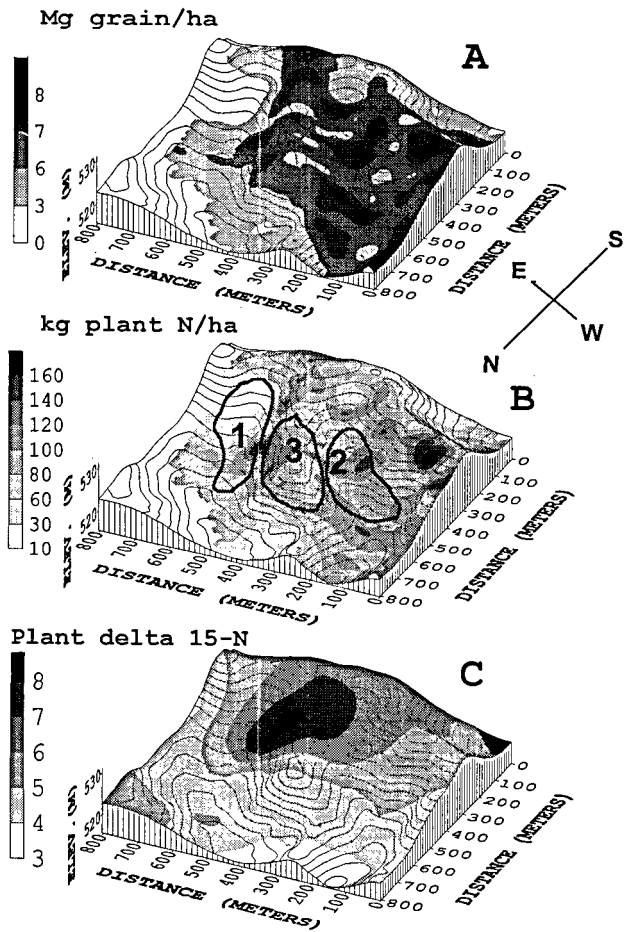 Mg grain/ha
A
8
7
6
3
0
530
520
ELEV. (M)
800 700 600 500 400 300 200 100 0
DISTANCE (METERS)
0 100 200 300 400 500 600 700 800
DISTANCE (METERS)
S
E
W
N
kg plant N/ha
B
160
140
120
100
80
60
30
10
1
3
2
530
520
ELEV. (M)
800 700 600 500 400 300 200 100 0
DISTANCE (METERS)
0 100 200 300 400 500 600 700 800
DISTANCE (METERS)
Plant delta 15-N
C
8
7
6
5
4
3
530
520
ELEV. (M)
800 700 600 500 400 300 200 100 0
DISTANCE (METERS)
0 100 200 300 400 500 600 700 800
DISTANCE (METERS)